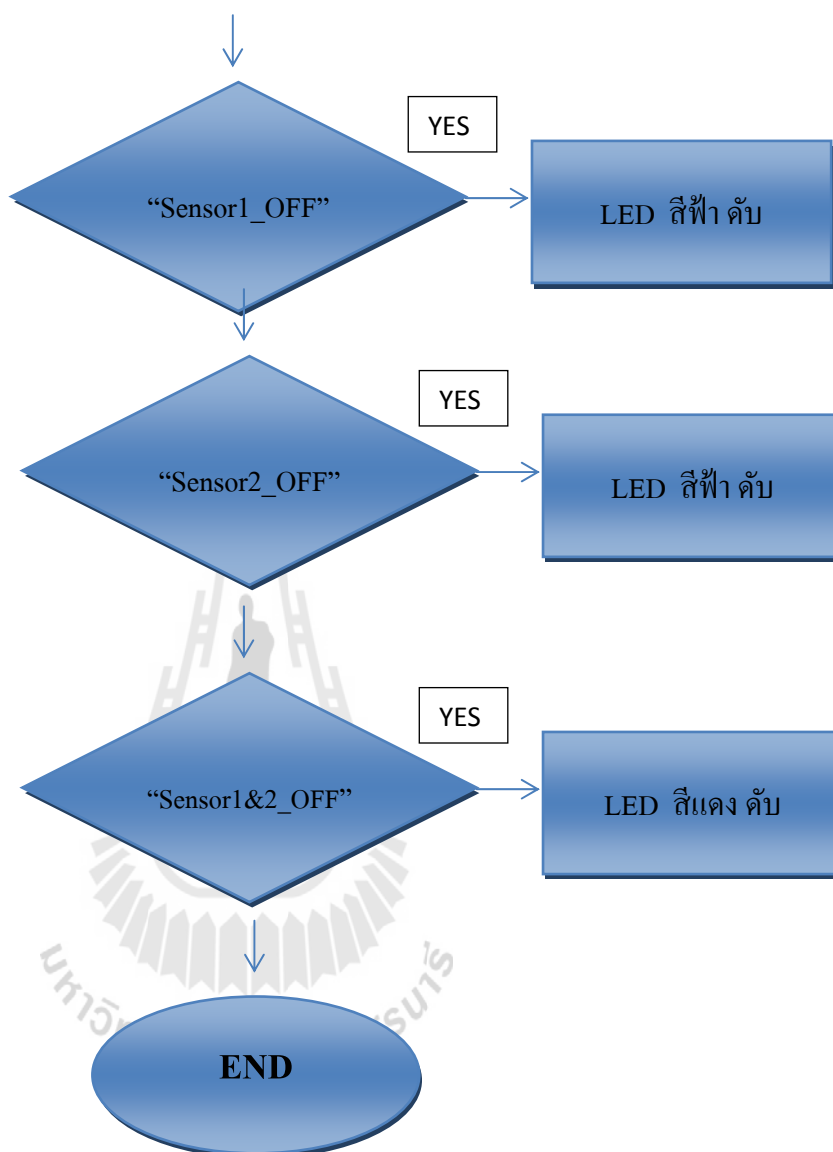 YES
“Sensor1_OFF”
LED สีฟ้า ดับ
YES
“Sensor2_OFF”
LED สีฟ้า ดับ
YES
“Sensor1&2_OFF”
LED สีแดง ดับ
END